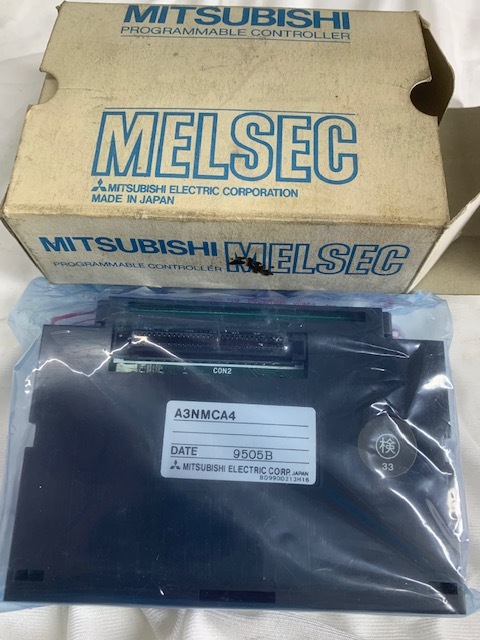 MITSUBISHI
PROGRAMMABLE CONTROLLER
MELSEC
MITSUBISHI ELECTRIC CORPORATION
MADE IN JAPAN
MITSUBISHI MELSEC
PROGRAMMABLE CONTROLLER
CON2
A3NMCA4
DATE 9505B
MITSUBISHI ELECTRIC CORP. JAPAN
BD990D213H16
検
33